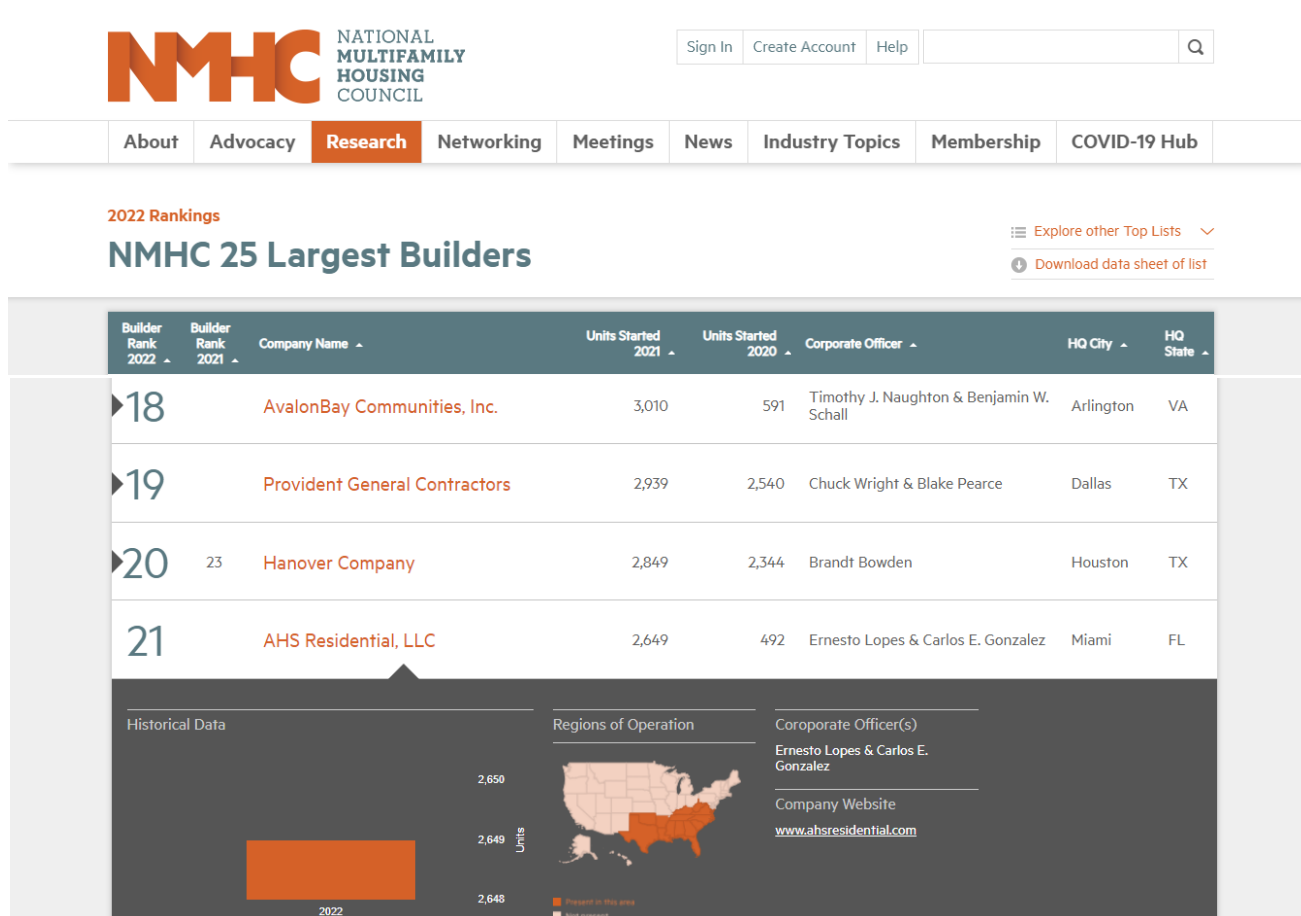 NMHC
NATIONAL
MULTIFAMILY
HOUSING
COUNCIL
Sign In Create Account Help
About Advocacy Research Networking Meetings News Industry Topics Membership COVID-19 Hub
2022 Rankings
NMHC 25 Largest Builders
Explore other Top Lists
Download data sheet of list
Builder Rank 2022 Builder Rank 2021 Company Name Units Started 2021 Units Started 2020 Corporate Officer HQ City HQ State
18 AvalonBay Communities, Inc. 3,010 591 Timothy J. Naughton & Benjamin W. Schall Arlington VA
19 Provident General Contractors 2,939 2,540 Chuck Wright & Blake Pearce Dallas TX
20 23 Hanover Company 2,849 2,344 Brandt Bowden Houston TX
21 AHS Residential, LLC 2,649 492 Ernesto Lopes & Carlos E. Gonzalez Miami FL
Historical Data
2,650
2,649
2,648
Units
2022
Regions of Operation
Present in this area
Not present
Coroporate Officer(s)
Ernesto Lopes & Carlos E.
Gonzalez
Company Website
www.ahsresidential.com